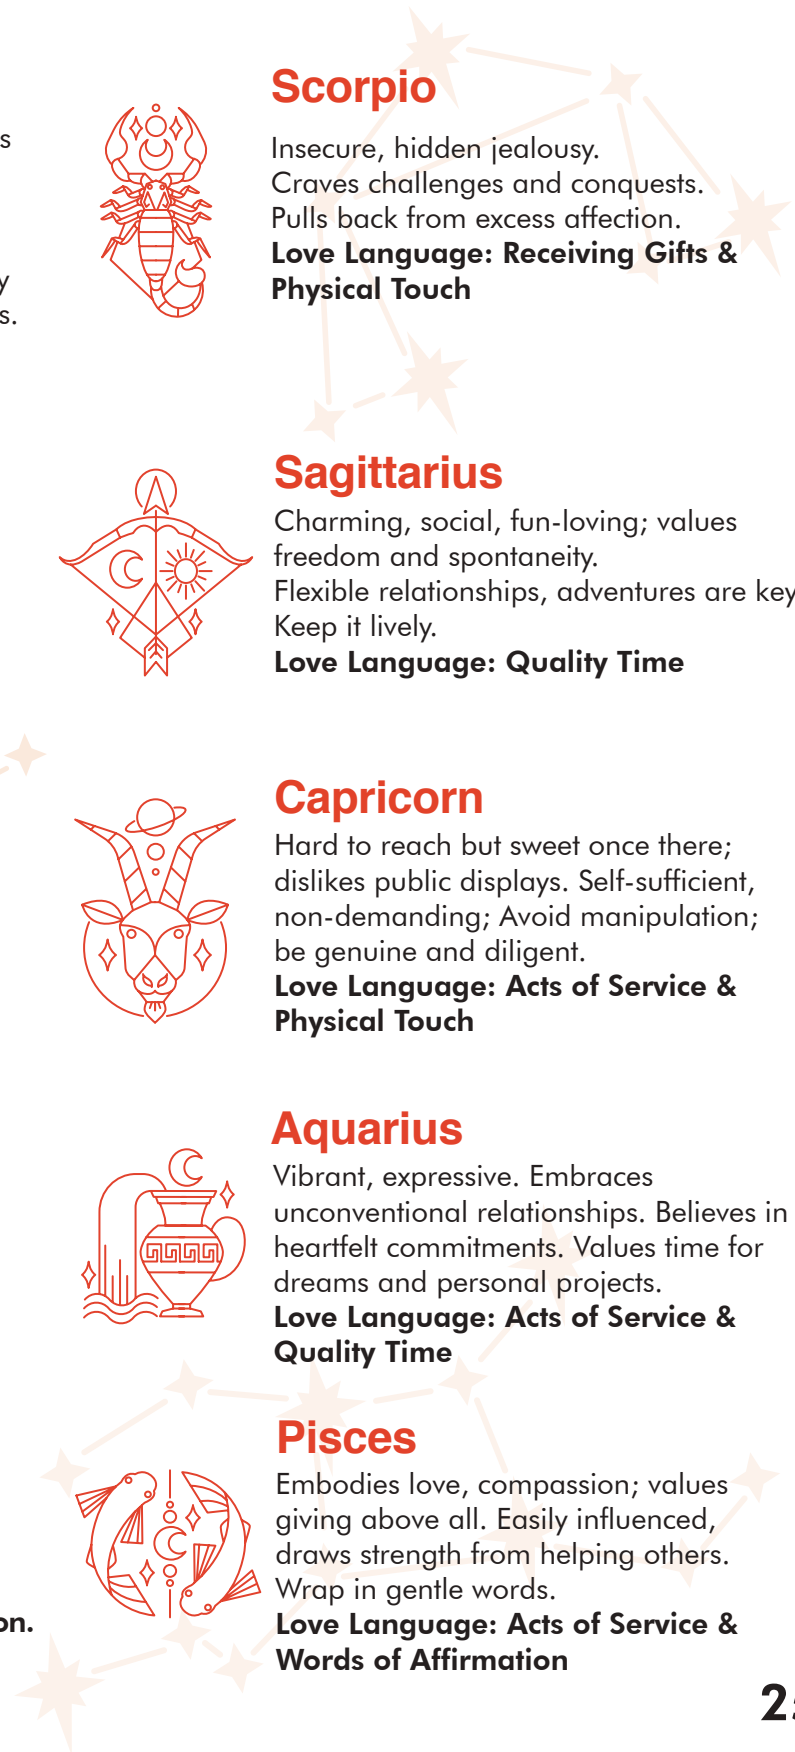 s
y
s.
Scorpio
Insecure, hidden jealousy.
Craves challenges and conquests.
Pulls back from excess affection.
Love Language: Receiving Gifts &
Physical Touch
Sagittarius
Charming, social, fun-loving; values
freedom and spontaneity.
Flexible relationships, adventures are key
Keep it lively.
Love Language: Quality Time
Capricorn
Hard to reach but sweet once there;
dislikes public displays. Self-sufficient,
non-demanding; Avoid manipulation;
be genuine and diligent.
Love Language: Acts of Service &
Physical Touch
Aquarius
Vibrant, expressive. Embraces
unconventional relationships. Believes in
heartfelt commitments. Values time for
dreams and personal projects.
Love Language: Acts of Service &
Quality Time
Pisces
Embodies love, compassion; values
giving above all. Easily influenced,
draws strength from helping others.
Wrap in gentle words.
Love Language: Acts of Service &
Words of Affirmation
on.
2